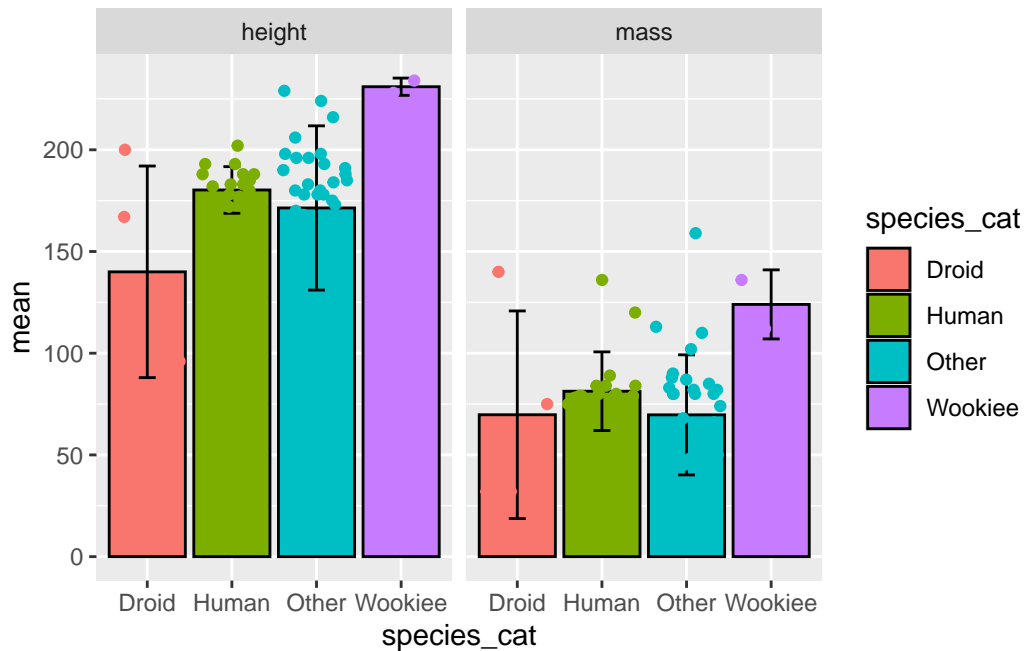 height
mass
mean
200
150
100
50
0
Droid Human Other Wookiee
Droid Human Other Wookiee
species_cat
species_cat
Droid
Human
Other
Wookiee